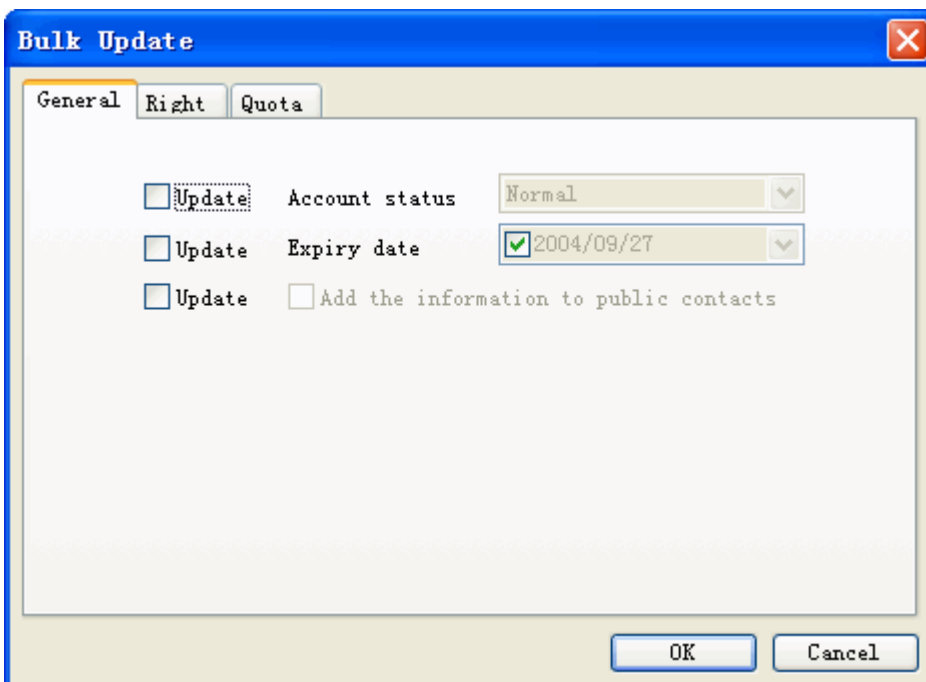 Bulk Update
General Right Quota
Update Account status Normal
Update Expiry date 2004/09/27
Update Add the information to public contacts
OK Cancel